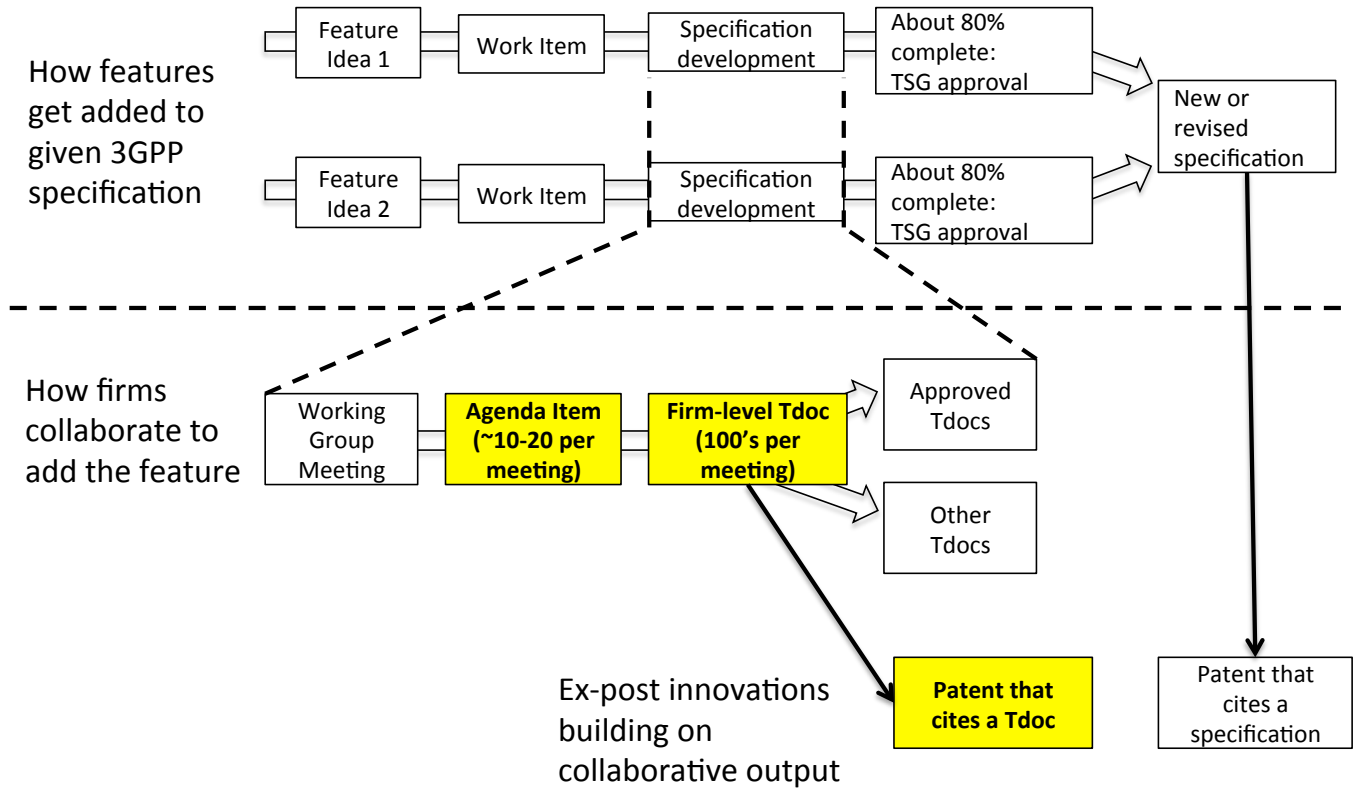 How features
get added to
given 3GPP
specification
Feature
Idea 1
Work Item
Specification
development
About 80%
complete:
TSG approval
New or
revised
specification
Feature
Idea 2
Work Item
Specification
development
About 80%
complete:
TSG approval
How firms
collaborate to
add the feature
Working
Group
Meeting
Agenda Item
(~10-20 per
meeting)
Firm-level Tdoc
(100's per
meeting)
Approved
Tdocs
Other
Tdocs
Ex-post innovations
building on
collaborative output
Patent that
cites a Tdoc
Patent that
cites a
specification